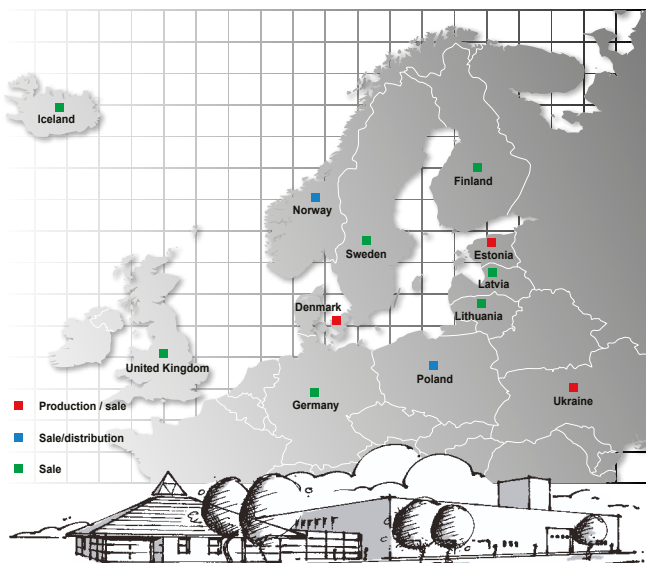 Iceland
Finland
Norway
Sweden
Estonia
Latvia
Denmark
Lithuania
United Kingdom
Poland
Germany
Ukraine
Production / sale
Sale/distribution
Sale